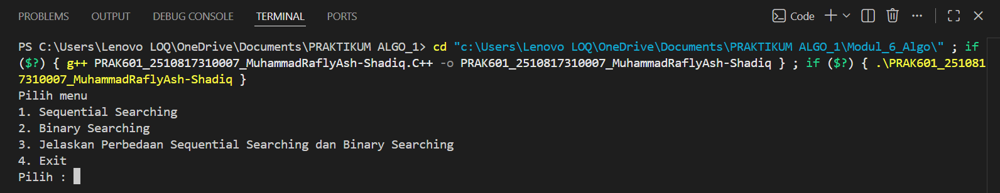 PROBLEMS OUTPUT DEBUG CONSOLE TERMINAL PORTS Code
PS C:\Users\Lenovo LOQ\OneDrive\Documents\PRAKTIKUM ALGO_1> cd "c:\Users\Lenovo LOQ\OneDrive\Documents\PRAKTIKUM ALGO_1\Modul_6_Algo\" ; if
($?) { g++ PRAK601_2510817310007_MuhammadRaflyAsh-Shadiq.C++ -o PRAK601_2510817310007_MuhammadRaflyAsh-Shadiq } ; if ($?) { .\PRAK601_251081
7310007_MuhammadRaflyAsh-Shadiq }
Pilih menu
1. Sequential Searching
2. Binary Searching
3. Jelaskan Perbedaan Sequential Searching dan Binary Searching
4. Exit
Pilih :